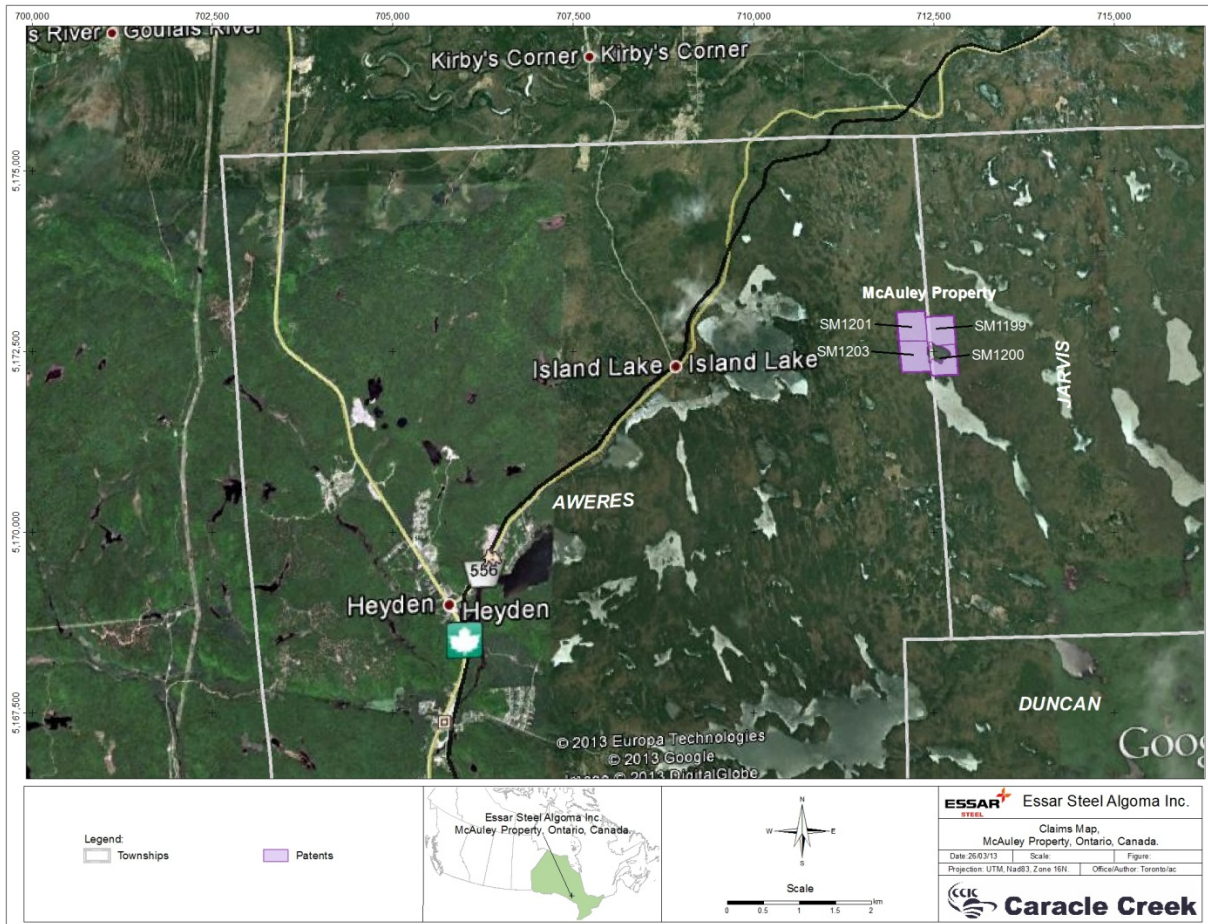 700,000 702,500 705,000 707,500 710,000 712,500 715,000
s River Goulais River
Kirby's Corner Kirby's Corner
5,175,000
McAuley Property
SM1201 SM1199
5,172,500
SM1203 SM1200
Island Lake Island Lake
JARVIS
AWERES
5,170,000
556
Heyden Heyden
5,167,500
DUNCAN
© 2013 Europa Technologies
© 2013 Google
Image © 2013 DigitalGlobe
Goog
Legend:
Townships
Patents
Essar Steel Algoma Inc.
McAuley Property, Ontario, Canada.
N
W E
S
Scale
km
0 0.5 1 1.5 2
ESSAR
STEEL
Essar Steel Algoma Inc.
Claims Map,
McAuley Property, Ontario, Canada.
Date:26/03/13 Scale: Figure:
Projection: UTM, Nad83, Zone 16N. Office/Author: Toronto/ac
CCIC
Caracle Creek